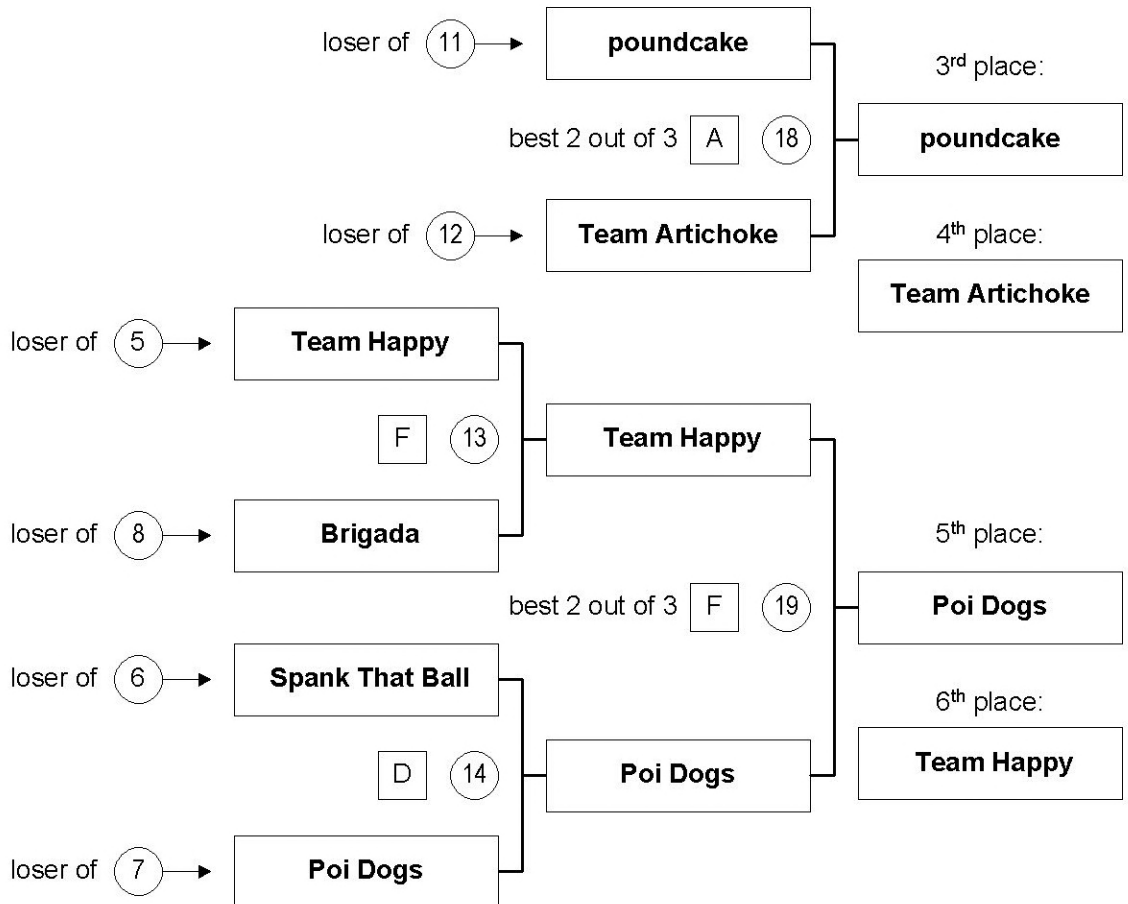 loser of 11 poundcake
3rd place:
best 2 out of 3 A 18 poundcake
loser of 12 Team Artichoke
4th place:
Team Artichoke
loser of 5 Team Happy
F 13 Team Happy
loser of 8 Brigada
5th place:
best 2 out of 3 F 19 Poi Dogs
loser of 6 Spank That Ball
6th place:
Team Happy
D 14 Poi Dogs
loser of 7 Poi Dogs